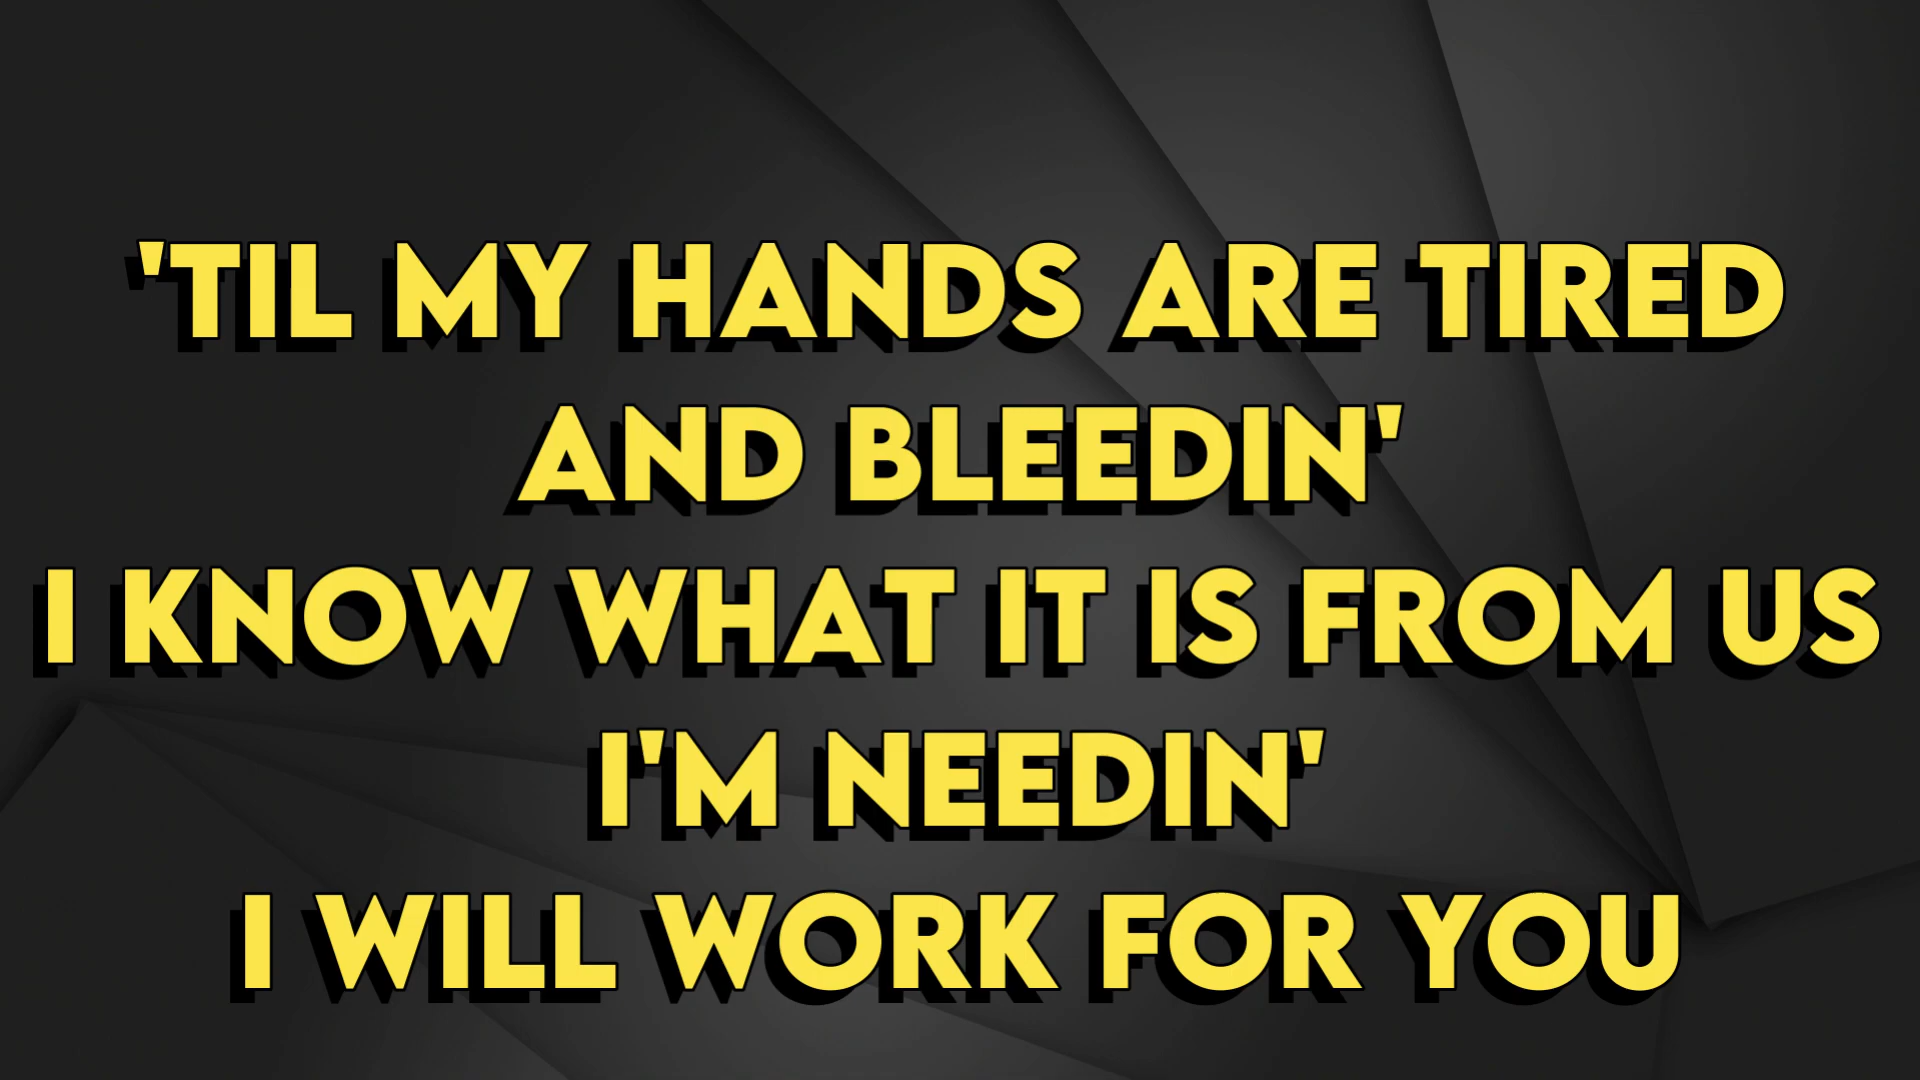 'TIL MY HANDS ARE TIRED
AND BLEEDIN'
I KNOW WHAT IT IS FROM US
I'M NEEDIN'
I WILL WORK FOR YOU